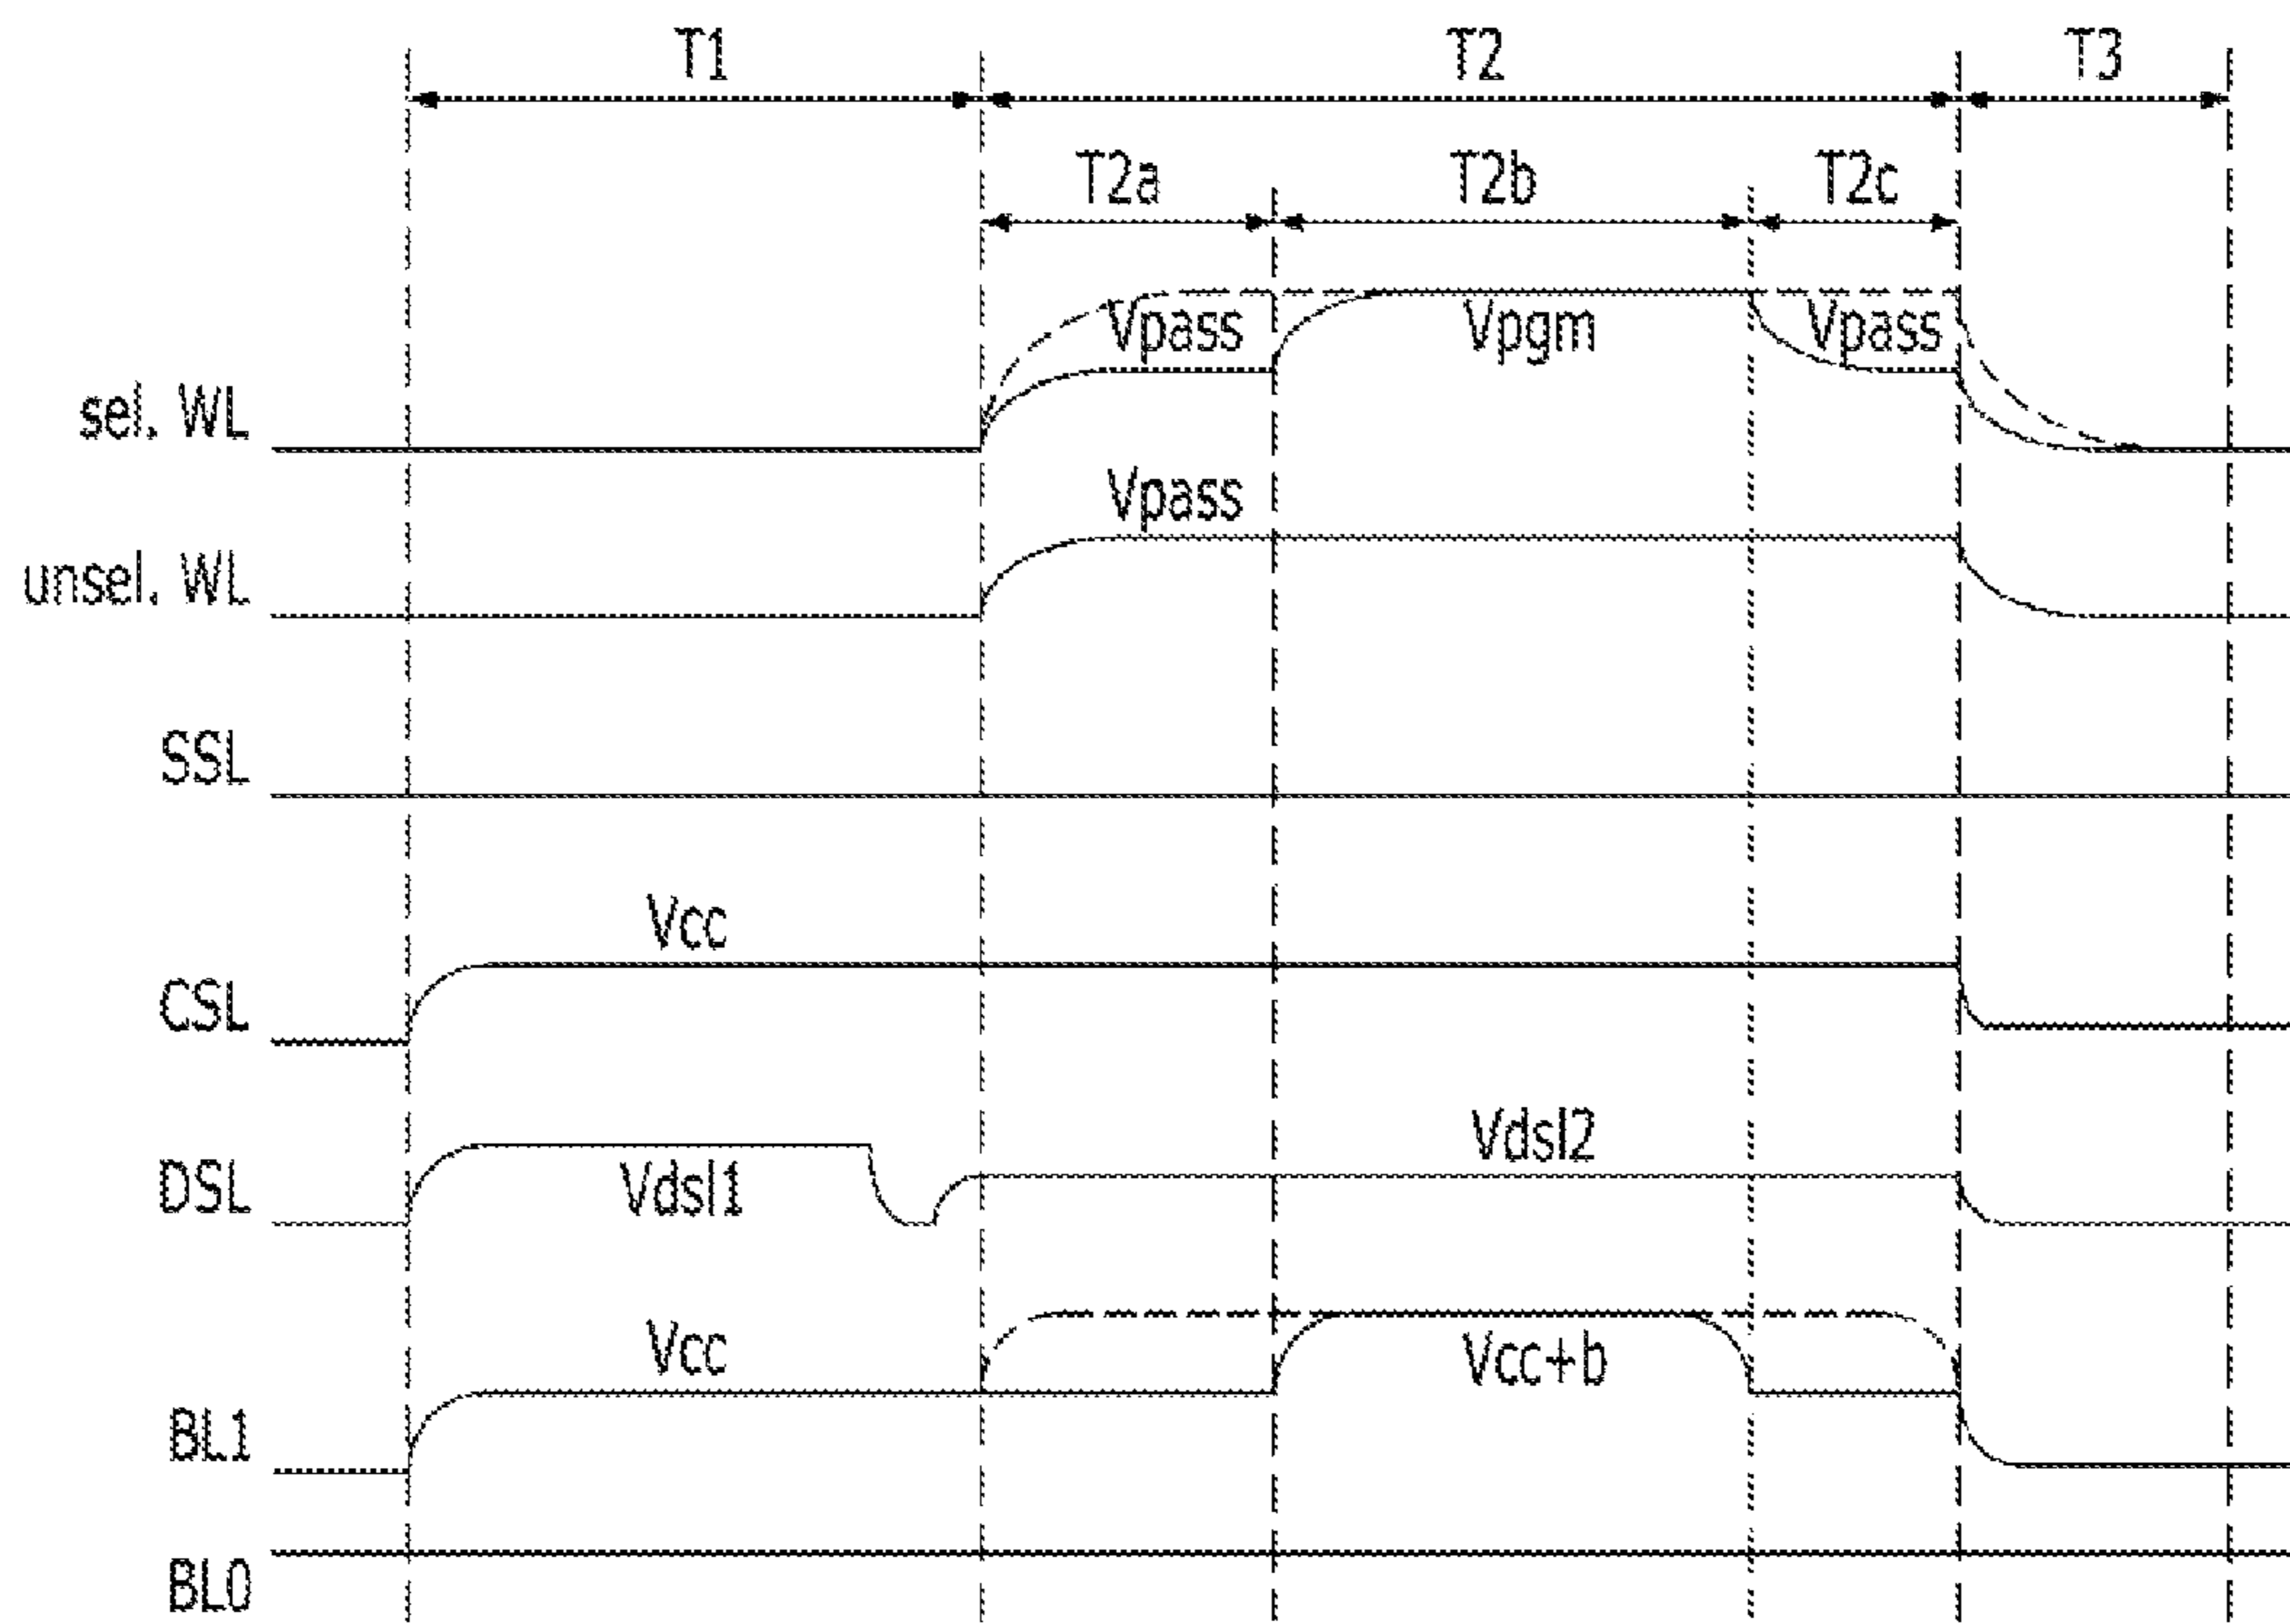 T1 T2 T3
T2a T2b T2c
Vpass Vpgm Vpass
sel. WL
Vpass
unsel. WL
SSL
Vcc
CSL
Vdsl2
DSL Vdsl1
Vcc Vcc+b
BL1
BL0